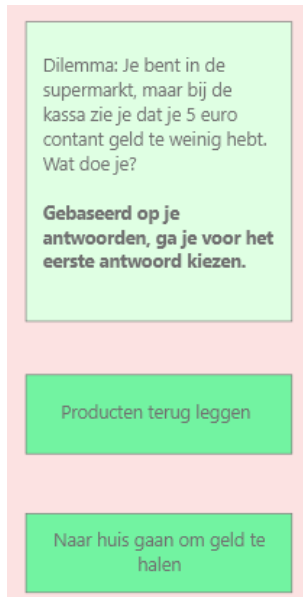 Dilemma: Je bent in de
supermarkt, maar bij de
kassa zie je dat je 5 euro
contant geld te weinig hebt.
Wat doe je?
Gebaseerd op je
antwoorden, ga je voor het
eerste antwoord kiezen.
Producten terug leggen
Naar huis gaan om geld te
halen